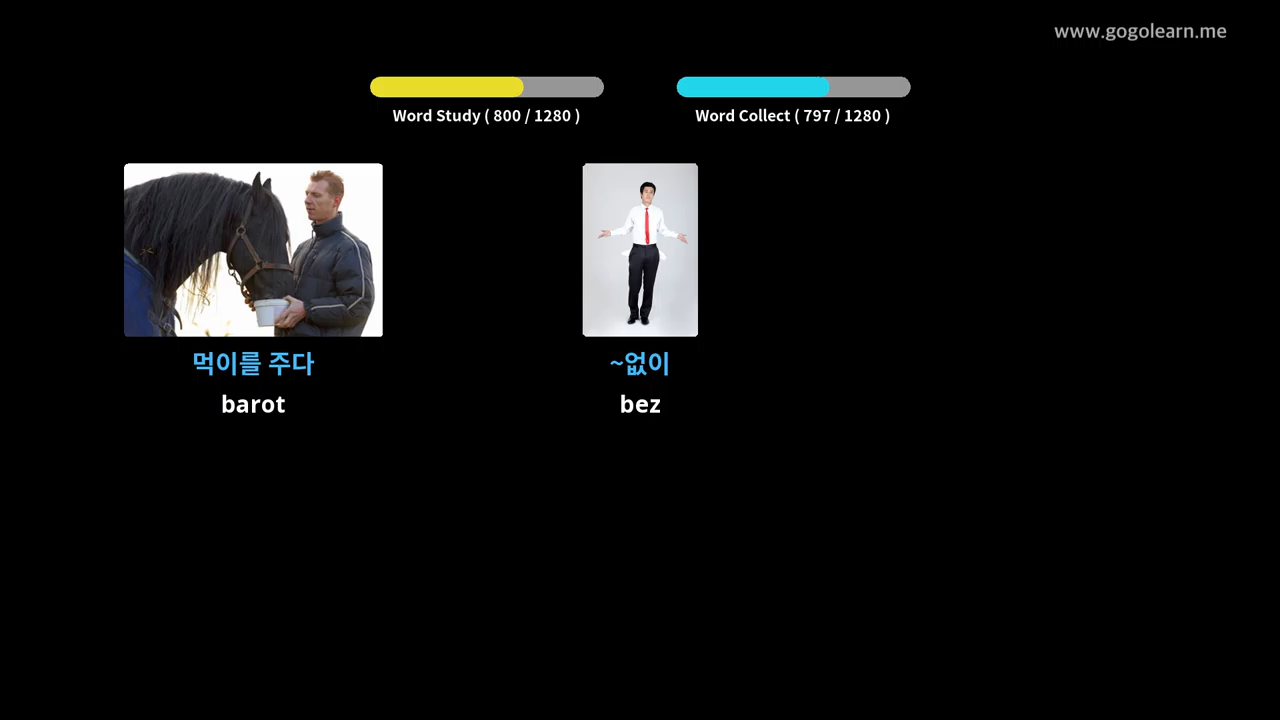 www.gogolearn.me
Word Study ( 800 / 1280 )
Word Collect ( 797 / 1280 )
먹이를 주다
barot
~없이
bez